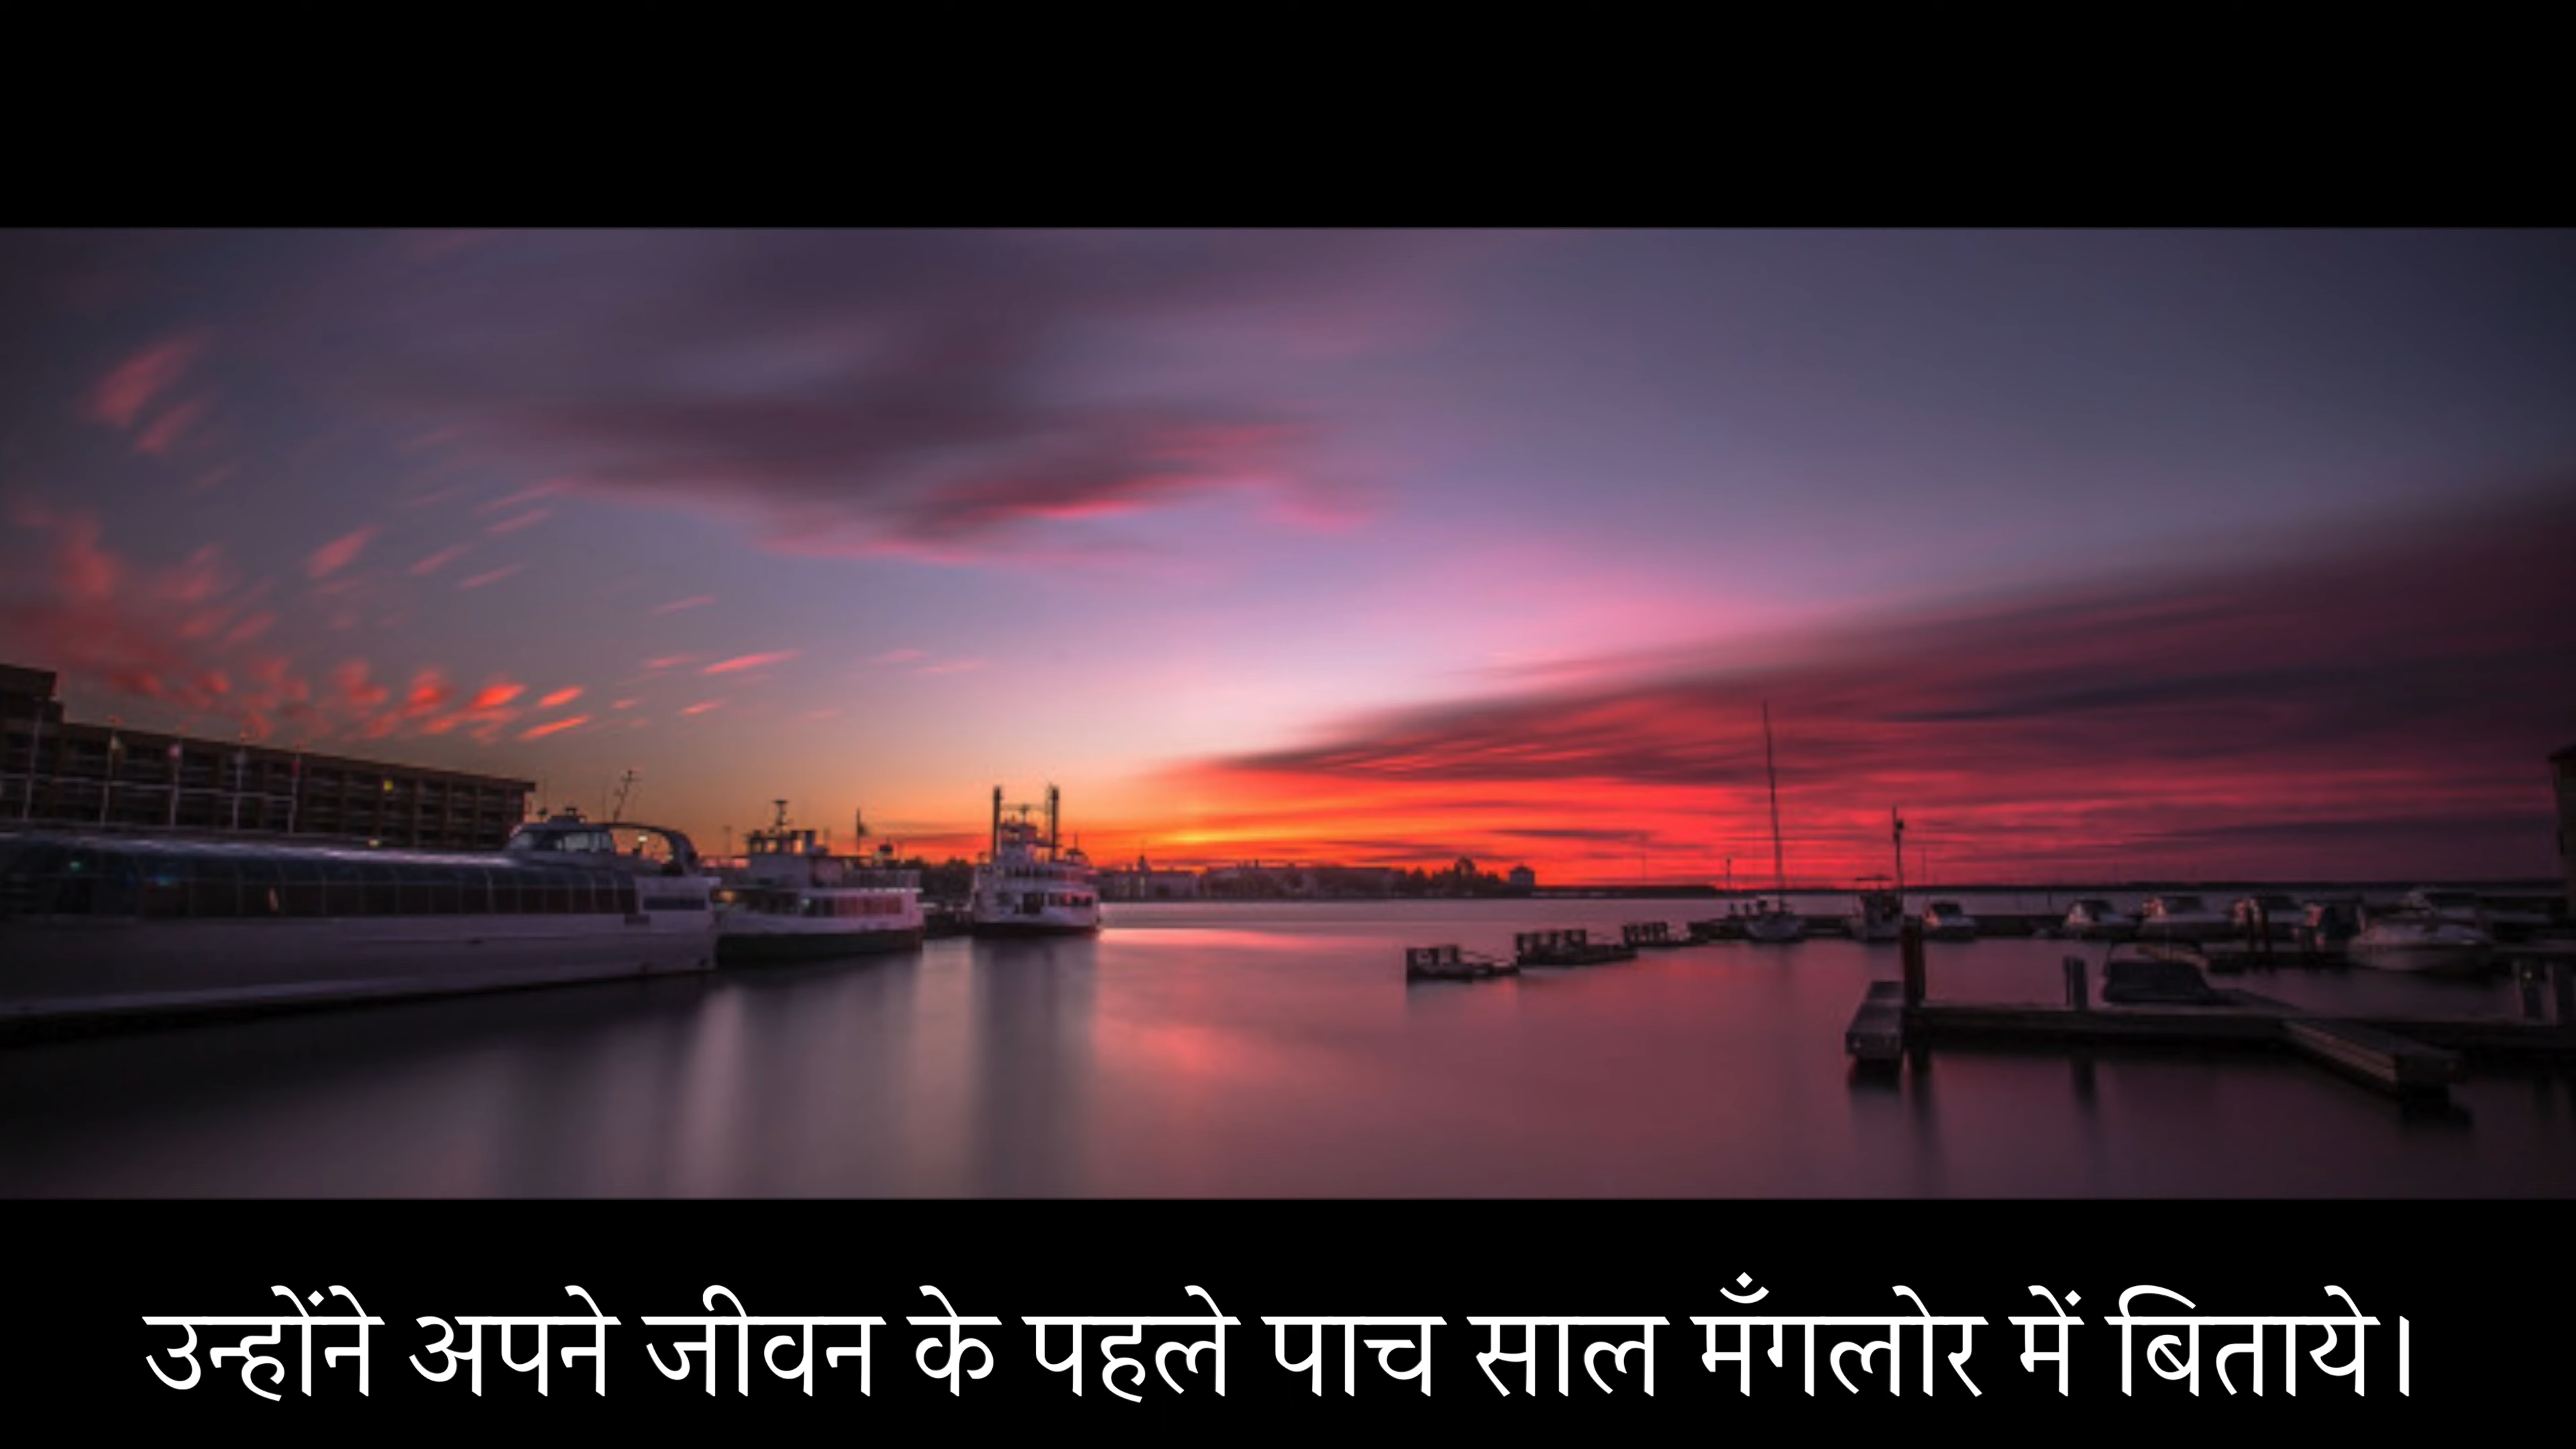 उन्होंने अपने जीवन के पहले पाच साल मँगलोर में बिताये।